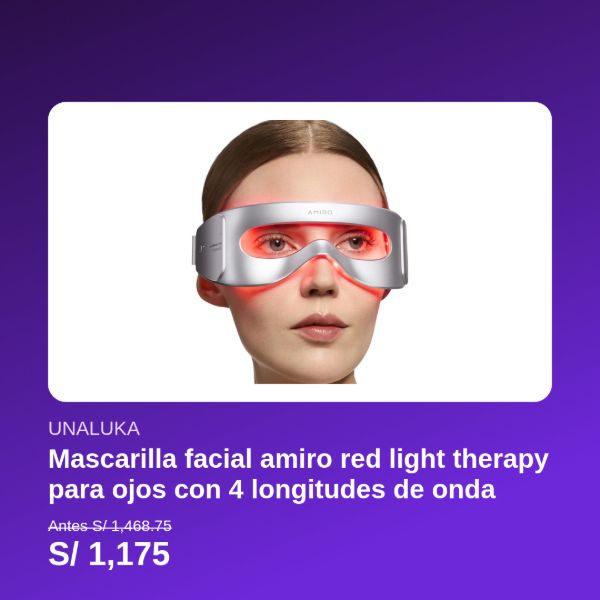 AMIRO
UNALUKA
Mascarilla facial amiro red light therapy
para ojos con 4 longitudes de onda
Antes S/ 1,468.75
S/ 1,175